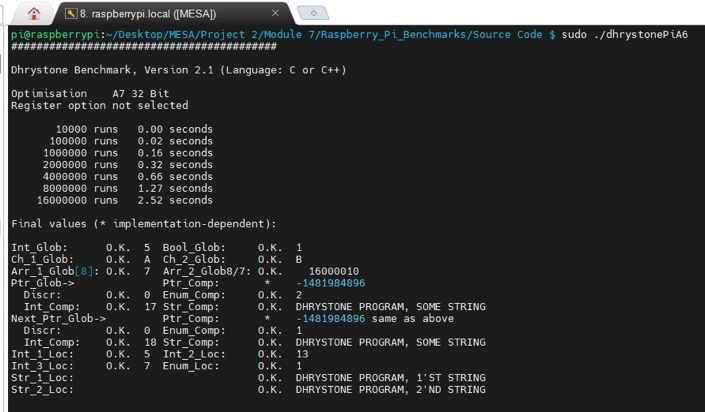 8. raspberrypi.local ([MESA])
pi@raspberrypi:~/Desktop/MESA/Project 2/Module 7/Raspberry_Pi_Benchmarks/Source Code $ sudo ./dhrystonePiA6
##########################################

Dhrystone Benchmark, Version 2.1 (Language: C or C++)

Optimisation    A7 32 Bit
Register option not selected

       10000 runs   0.00 seconds
      100000 runs   0.02 seconds
     1000000 runs   0.16 seconds
     2000000 runs   0.32 seconds
     4000000 runs   0.66 seconds
     8000000 runs   1.27 seconds
    16000000 runs   2.52 seconds

Final values (* implementation-dependent):

Int_Glob:      O.K.  5  Bool_Glob:     O.K.  1
Ch_1_Glob:     O.K.  A  Ch_2_Glob:     O.K.  B
Arr_1_Glob[8]: O.K.  7  Arr_2_Glob8/7: O.K.    16000010
Ptr_Glob->              Ptr_Comp:       *    -1481984896
  Discr:       O.K.  0  Enum_Comp:     O.K.  2
  Int_Comp:    O.K.  17 Str_Comp:      O.K.  DHRYSTONE PROGRAM, SOME STRING
Next_Ptr_Glob->         Ptr_Comp:       *    -1481984896 same as above
  Discr:       O.K.  0  Enum_Comp:     O.K.  1
  Int_Comp:    O.K.  18 Str_Comp:      O.K.  DHRYSTONE PROGRAM, SOME STRING
Int_1_Loc:     O.K.  5  Int_2_Loc:     O.K.  13
Int_3_Loc:     O.K.  7  Enum_Loc:      O.K.  1
Str_1_Loc:                             O.K.  DHRYSTONE PROGRAM, 1'ST STRING
Str_2_Loc:                             O.K.  DHRYSTONE PROGRAM, 2'ND STRING